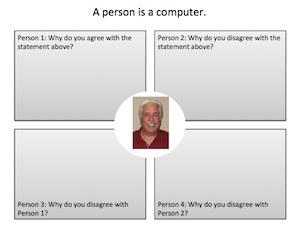 A person is a computer.
Person 1: Why do you agree with the
statement above?
Person 2: Why do you disagree with the
statement above?
Person 3: Why do you disagree with
Person 1?
Person 4: Why do you disagree with
Person 2?